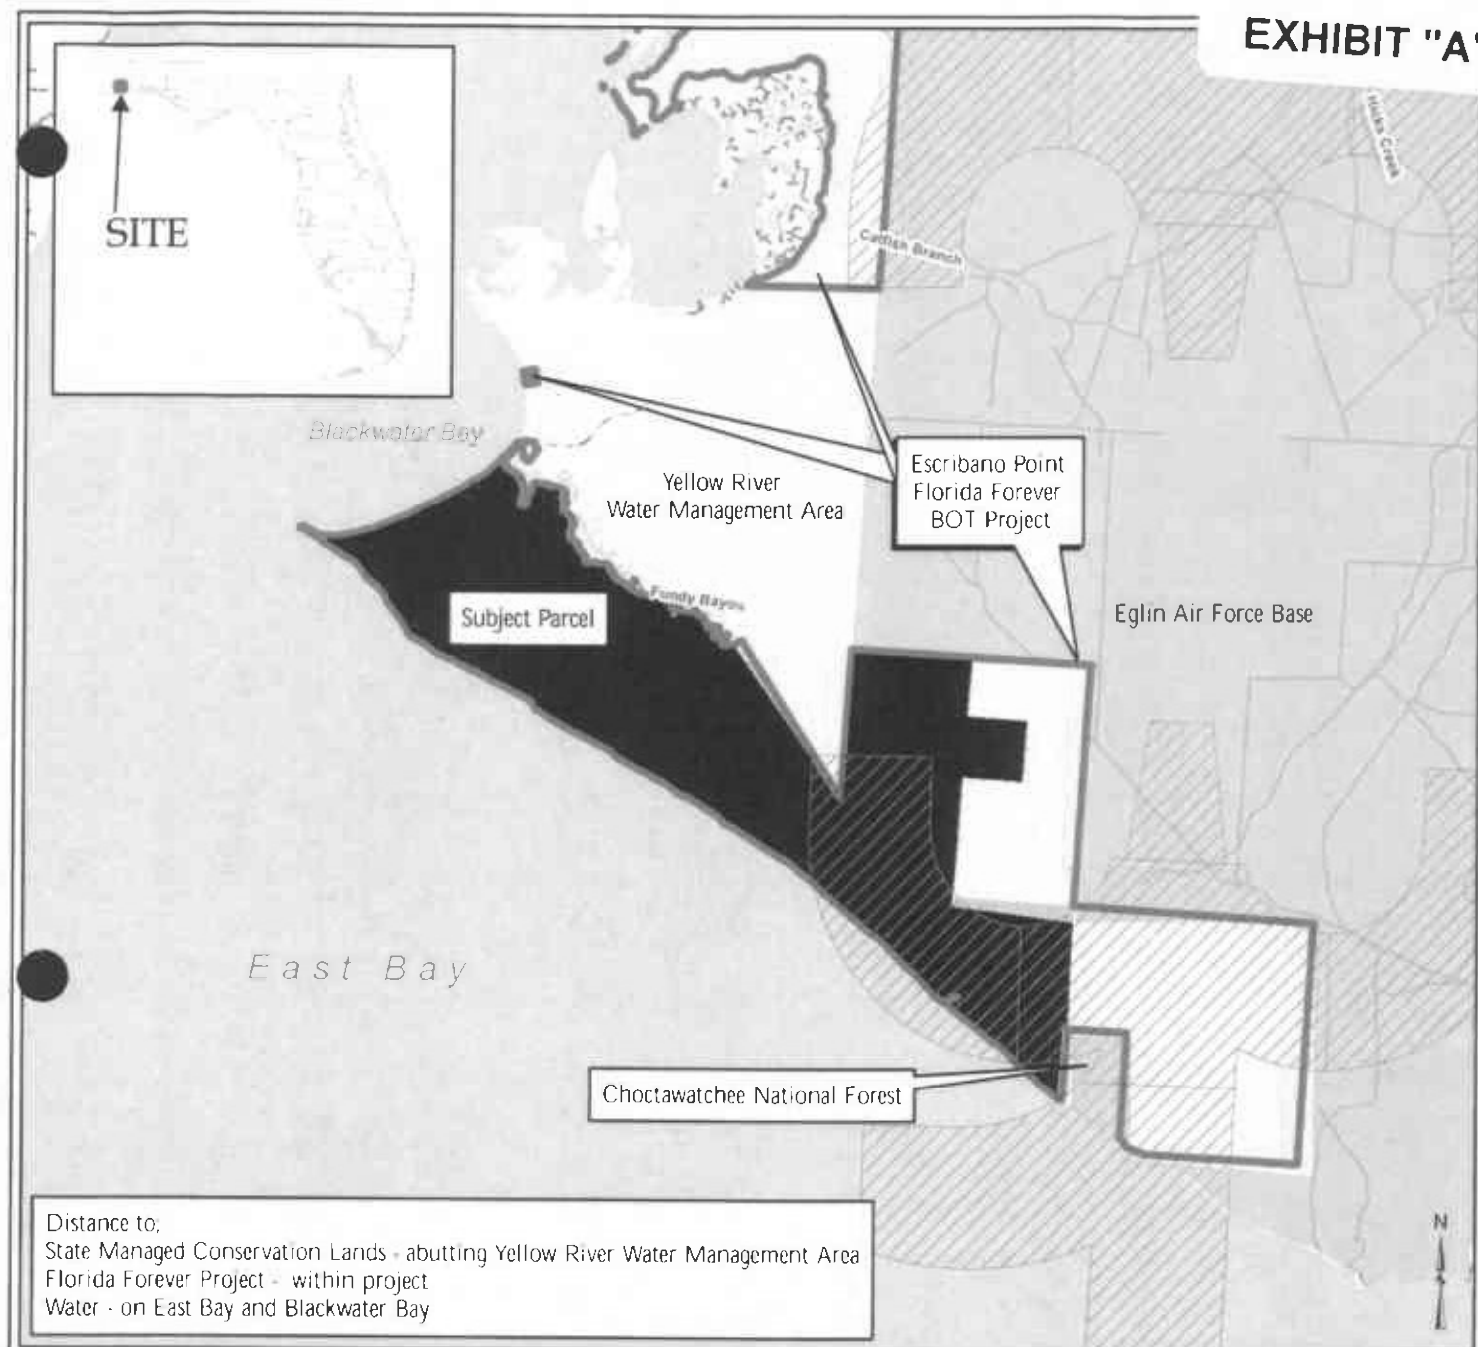 EXHIBIT "A"
SITE
Hicks Creek
Catfish Branch
Blackwater Bay
Yellow River
Water Management Area
Escribano Point
Florida Forever
BOT Project
Fundy Bayou
Subject Parcel
Eglin Air Force Base
East Bay
Choctawatchee National Forest
Distance to;
State Managed Conservation Lands - abutting Yellow River Water Management Area
Florida Forever Project - within project
Water - on East Bay and Blackwater Bay
N